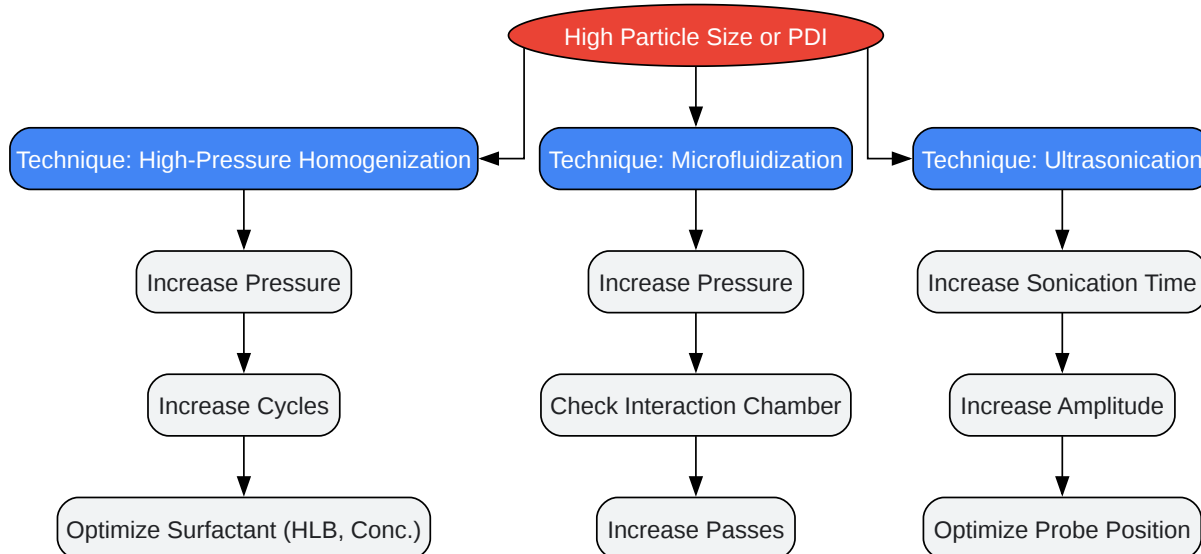 High Particle Size or PDI
Technique: High-Pressure Homogenization
Technique: Microfluidization
Technique: Ultrasonication
Increase Pressure
Increase Pressure
Increase Sonication Time
Increase Cycles
Check Interaction Chamber
Increase Amplitude
Optimize Surfactant (HLB, Conc.)
Increase Passes
Optimize Probe Position